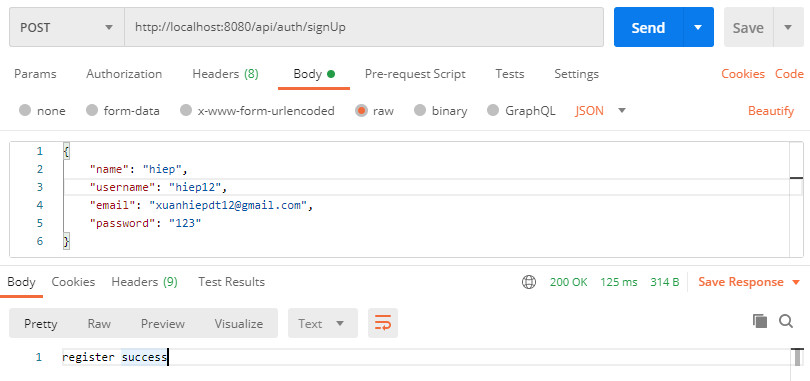 POST http://localhost:8080/api/auth/signUp Send Save
Params Authorization Headers (8) Body Pre-request Script Tests Settings Cookies Code
none form-data x-www-form-urlencoded raw binary GraphQL JSON Beautify
1 {
2 "name": "hiep",
3 "username": "hiep12",
4 "email": "xuanhiepdt12@gmail.com",
5 "password": "123"
6 }
Body Cookies Headers (9) Test Results 200 OK 125 ms 314 B Save Response
Pretty Raw Preview Visualize Text
1 register success